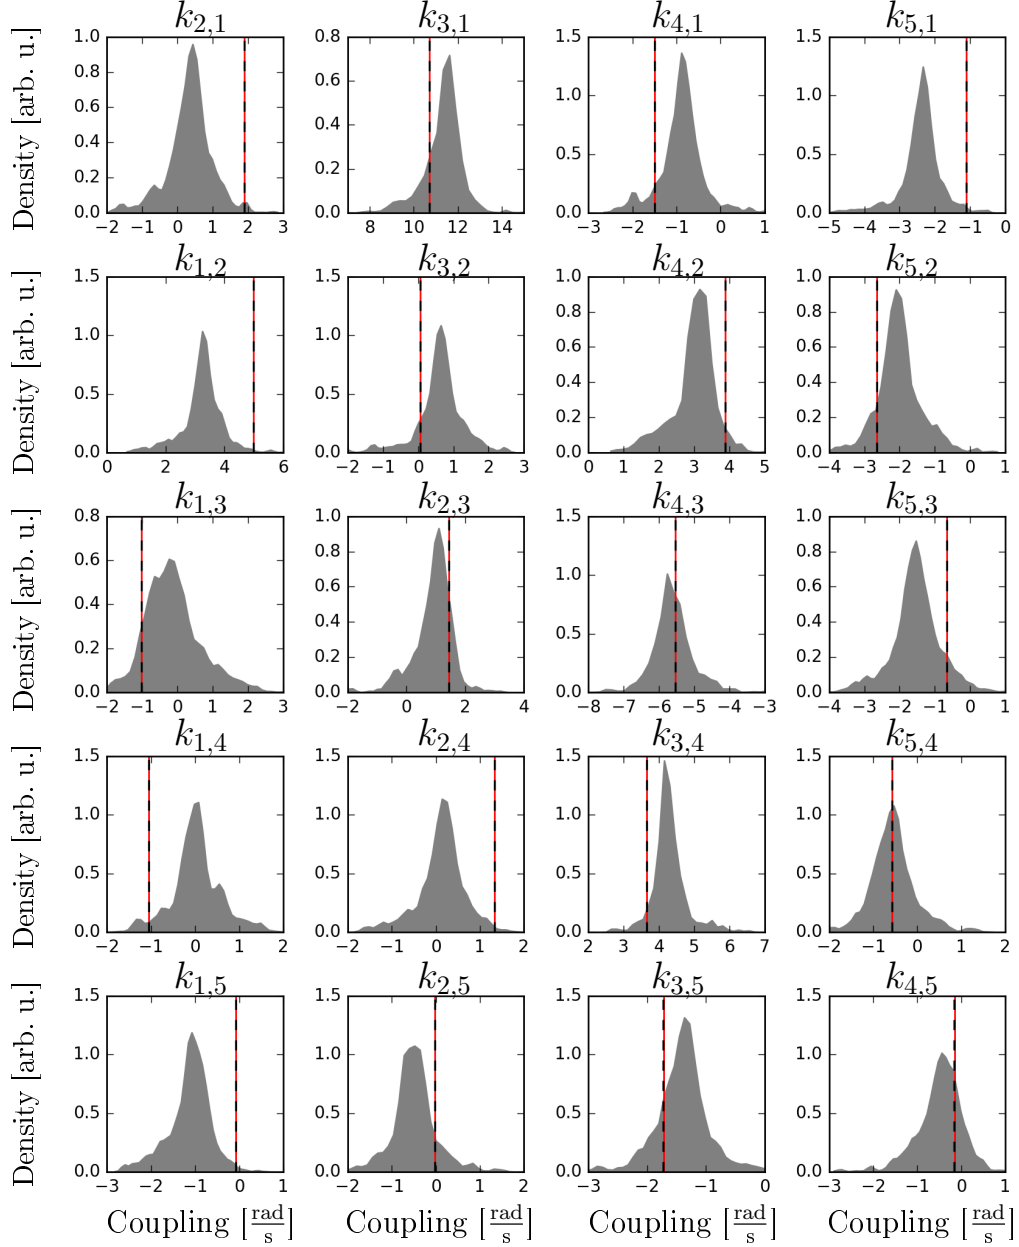 k2,1 k3,1 k4,1 k5,1
Density [arb. u.]
1.0 0.8 0.6 0.4 0.2 0.0
−2 −1 0 1 2 3
0.8 0.6 0.4 0.2 0.0
8 10 12 14
1.5 1.0 0.5 0.0
−3 −2 −1 0 1
1.5 1.0 0.5 0.0
−5 −4 −3 −2 −1 0
k1,2 k3,2 k4,2 k5,2
Density [arb. u.]
1.5 1.0 0.5 0.0
0 2 4 6
1.5 1.0 0.5 0.0
−2 −1 0 1 2 3
1.0 0.8 0.6 0.4 0.2 0.0
0 1 2 3 4 5
1.0 0.8 0.6 0.4 0.2 0.0
−4 −3 −2 −1 0 1
k1,3 k2,3 k4,3 k5,3
Density [arb. u.]
0.8 0.6 0.4 0.2 0.0
−2 −1 0 1 2 3
1.0 0.8 0.6 0.4 0.2 0.0
−2 0 2 4
1.5 1.0 0.5 0.0
−8 −7 −6 −5 −4 −3
1.0 0.8 0.6 0.4 0.2 0.0
−4 −3 −2 −1 0 1
k1,4 k2,4 k3,4 k5,4
Density [arb. u.]
1.5 1.0 0.5 0.0
−2 −1 0 1 2
1.5 1.0 0.5 0.0
−2 −1 0 1 2
1.5 1.0 0.5 0.0
2 3 4 5 6 7
1.5 1.0 0.5 0.0
−2 −1 0 1 2
k1,5 k2,5 k3,5 k4,5
Density [arb. u.]
1.5 1.0 0.5 0.0
−3 −2 −1 0 1
1.5 1.0 0.5 0.0
−2 −1 0 1 2
1.5 1.0 0.5 0.0
−3 −2 −1 0
1.5 1.0 0.5 0.0
−3 −2 −1 0 1
Coupling [rad/s] Coupling [rad/s] Coupling [rad/s] Coupling [rad/s]